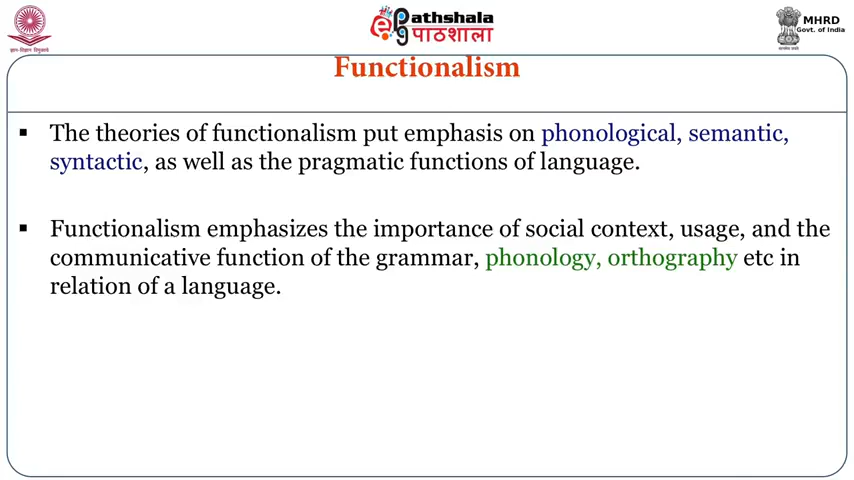 ePathshala
पाठशाला
MHRD
Govt. of India
Functionalism
▪ The theories of functionalism put emphasis on phonological, semantic,
syntactic, as well as the pragmatic functions of language.
▪ Functionalism emphasizes the importance of social context, usage, and the
communicative function of the grammar, phonology, orthography etc in
relation of a language.